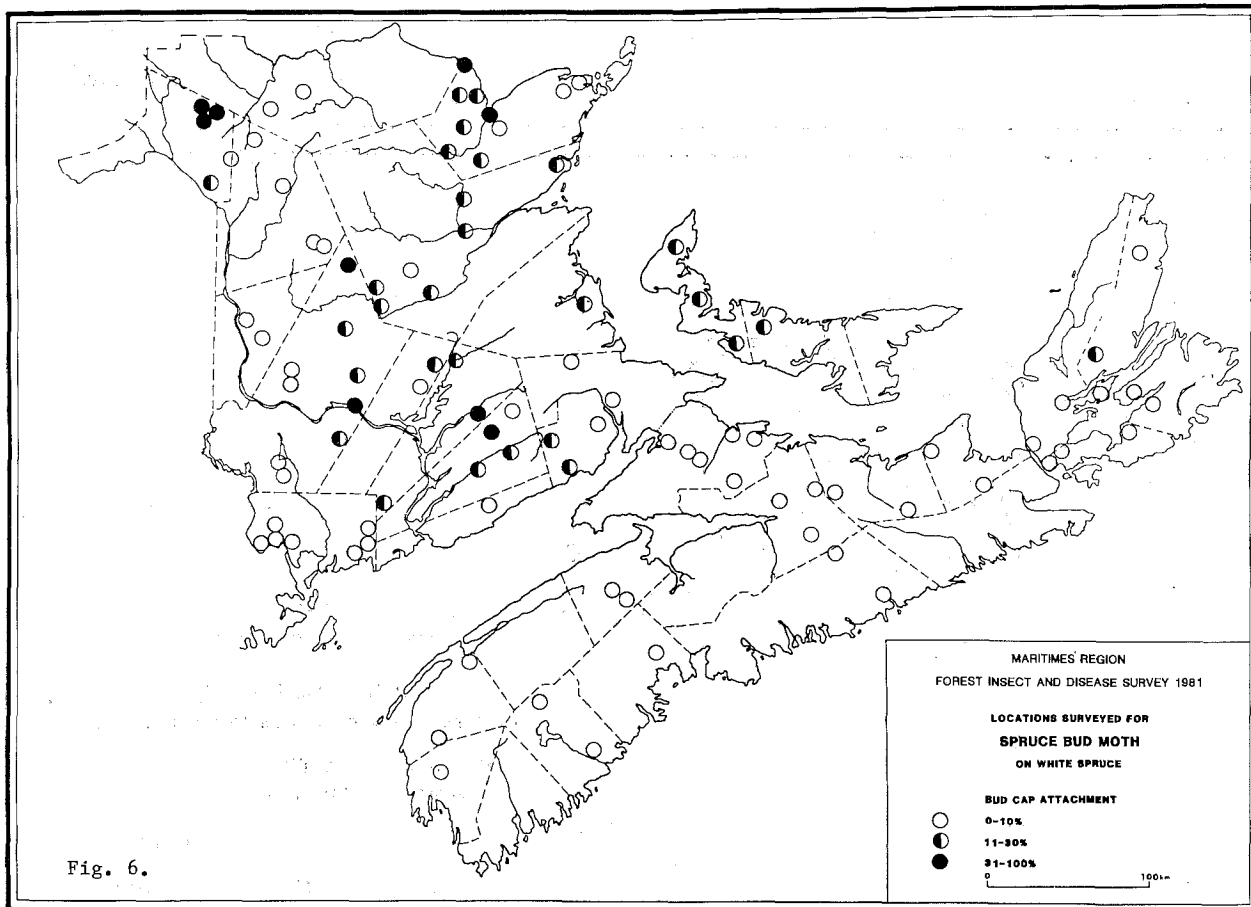 MARITIMES REGION
FOREST INSECT AND DISEASE SURVEY 1981
LOCATIONS SURVEYED FOR
SPRUCE BUD MOTH
ON WHITE SPRUCE
BUD CAP ATTACHMENT
0-10%
11-30%
31-100%
0 100km
Fig. 6.